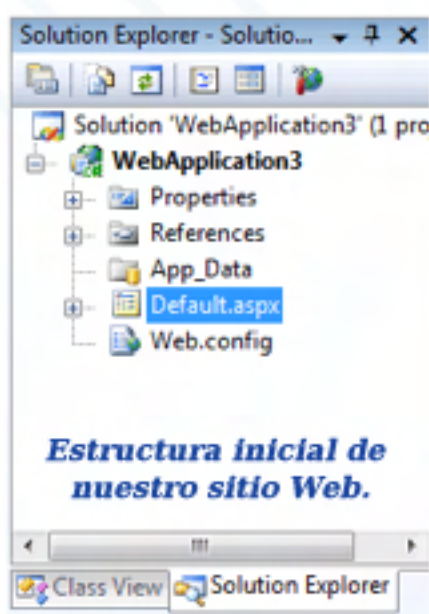 Solution Explorer - Solutio...
Solution 'WebApplication3' (1 pro
WebApplication3
Properties
References
App_Data
Default.aspx
Web.config
Estructura inicial de
nuestro sitio Web.
Class View Solution Explorer